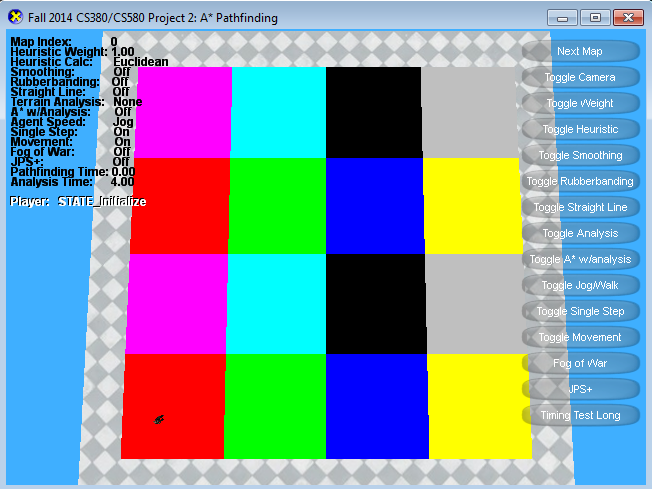 Fall 2014 CS380/CS580 Project 2: A* Pathfinding
Map Index: 0
Heuristic Weight: 1.00
Heuristic Calc: Euclidean
Smoothing: Off
Rubberbanding: Off
Straight Line: Off
Terrain Analysis: None
A* w/Analysis: Off
Agent Speed: Jog
Single Step: On
Movement: On
Fog of War: Off
JPS+: Off
Pathfinding Time: 0.00
Analysis Time: 4.00
Player: STATE_Initialize
Next Map
Toggle Camera
Toggle Weight
Toggle Heuristic
Toggle Smoothing
Toggle Rubberbanding
Toggle Straight Line
Toggle Analysis
Toggle A* w/analysis
Toggle Jog/Walk
Toggle Single Step
Toggle Movement
Fog of War
JPS+
Timing Test Long